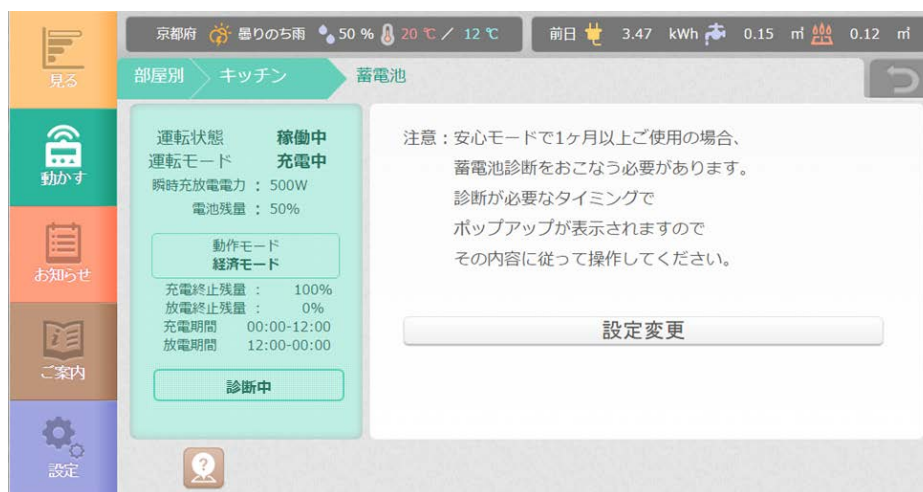 京都府 曇りのち雨 50 % 20 ℃ / 12 ℃
前日 3.47 kWh 0.15 ㎥ 0.12 ㎥
見る
動かす
お知らせ
ご案内
設定
部屋別 キッチン 蓄電池
運転状態 稼働中
運転モード 充電中
瞬時充放電電力 : 500W
電池残量 : 50%
動作モード
経済モード
充電終止残量 : 100%
放電終止残量 : 0%
充電期間 00:00-12:00
放電期間 12:00-00:00
診断中
注意：安心モードで1ヶ月以上ご使用の場合、
蓄電池診断をおこなう必要があります。
診断が必要なタイミングで
ポップアップが表示されますので
その内容に従って操作してください。
設定変更
?